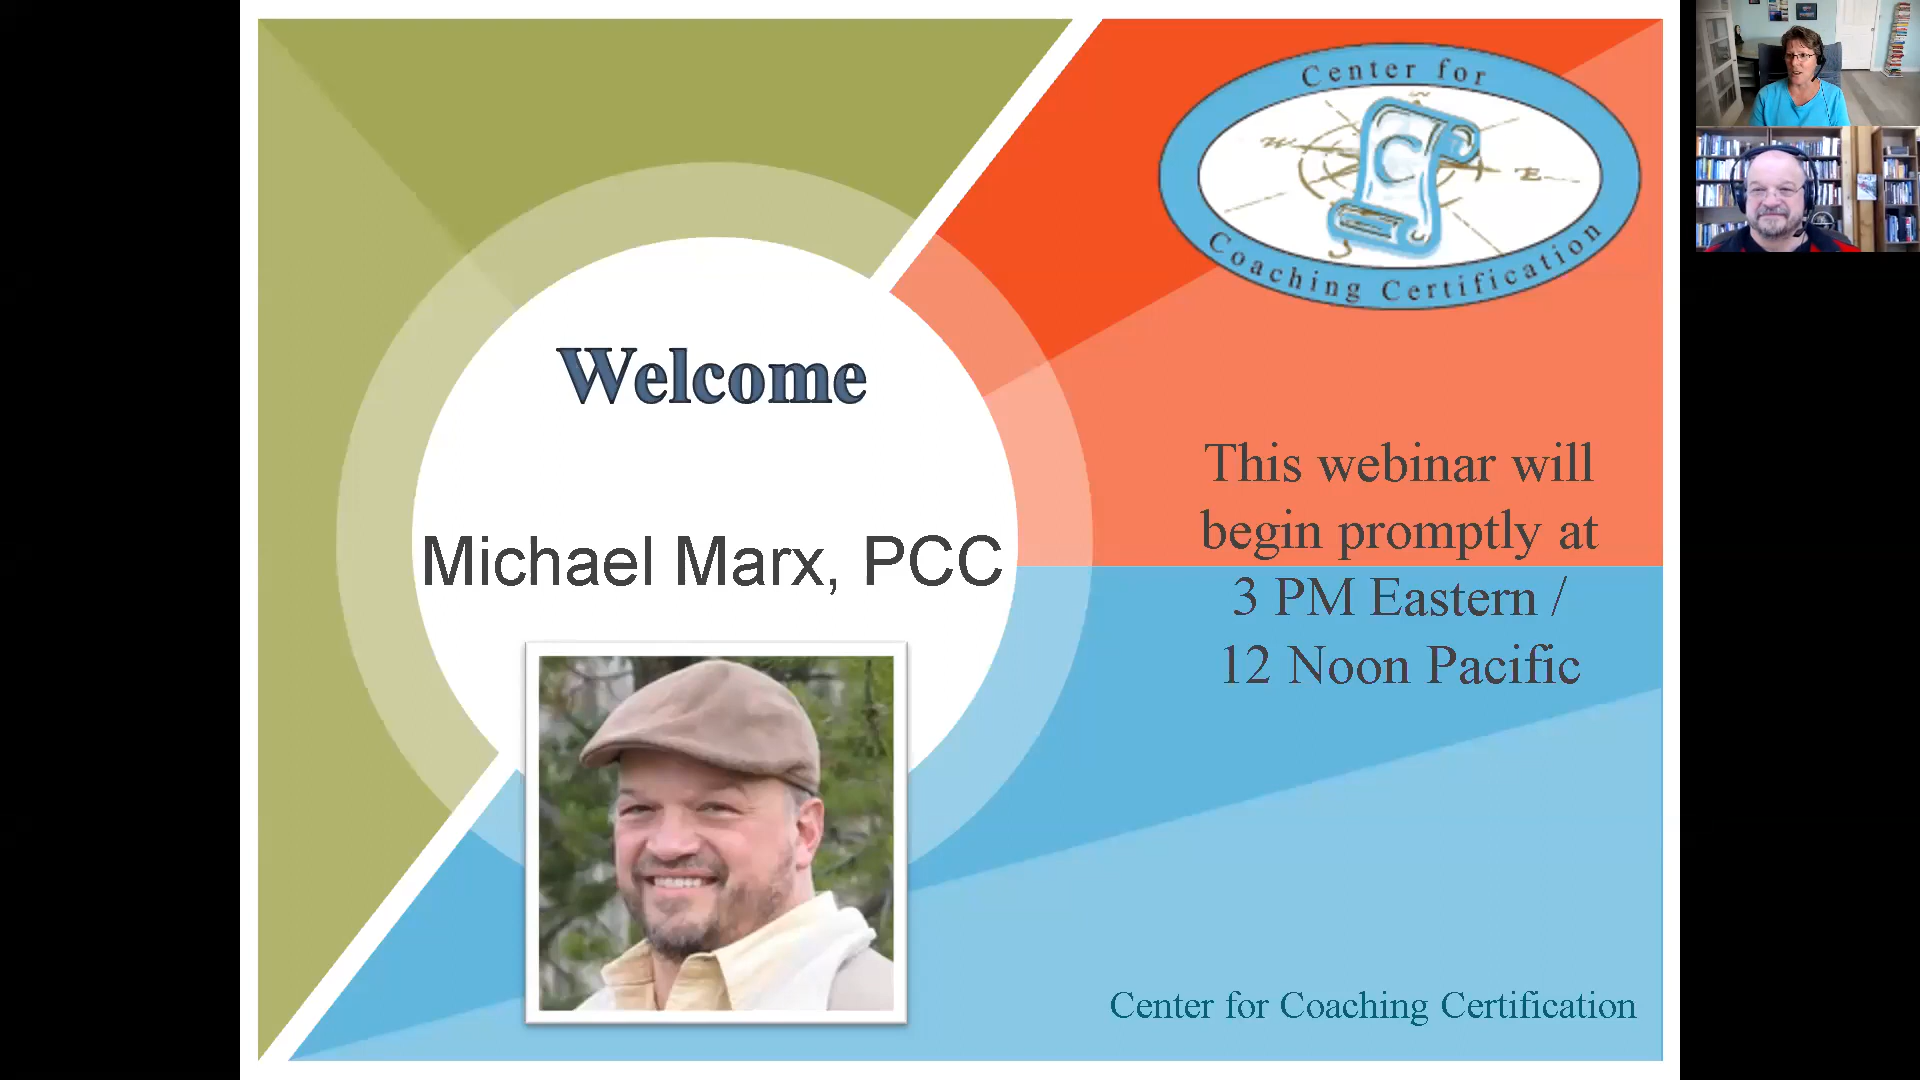 Center for
W
E
C
S
Coaching Certification
Welcome
Michael Marx, PCC
This webinar will
begin promptly at
3 PM Eastern /
12 Noon Pacific
Center for Coaching Certification